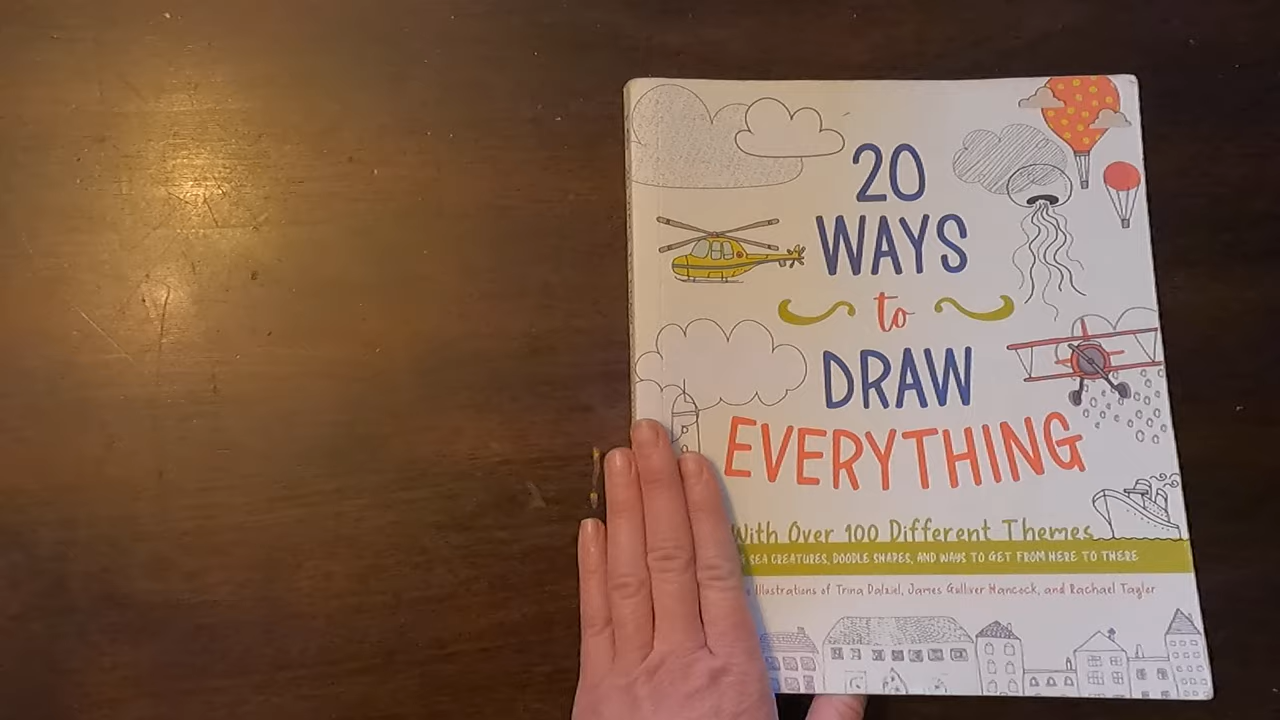 20
WAYS
to
DRAW
EVERYTHING
With Over 100 Different Themes
SEA CREATURES, DOODLE SHAPES, AND WAYS TO GET FROM HERE TO THERE
Illustrations of Trina Dalziel, James Gulliver Hancock, and Rachael Taylor